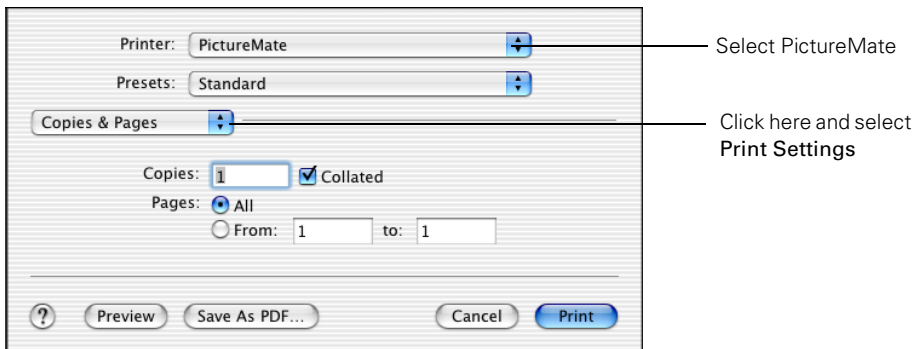 Printer: PictureMate
Select PictureMate
Presets: Standard
Copies & Pages
Click here and select
Print Settings
Copies: 1 Collated
Pages: All
From: 1 to: 1
? Preview Save As PDF... Cancel Print